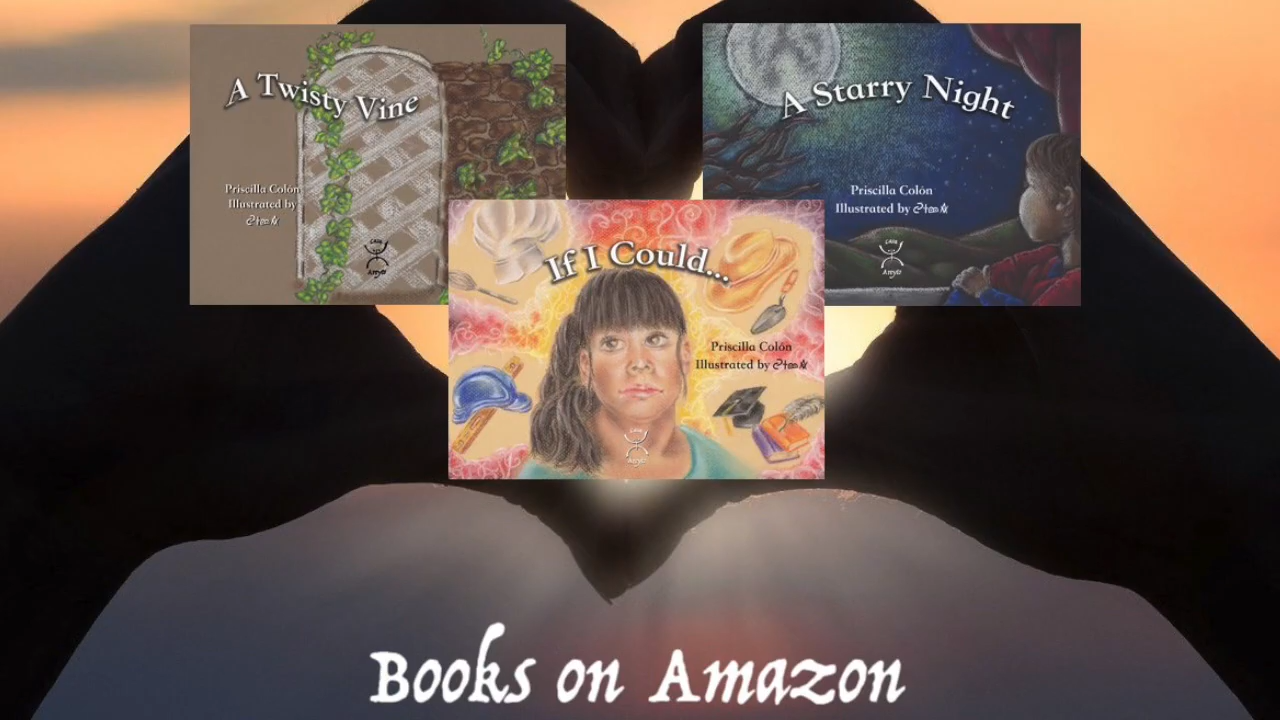 A Twisty Vine
Priscilla Colón
Illustrated by
A Starry Night
Priscilla Colón
Illustrated by
If I Could...
Priscilla Colón
Illustrated by
Books on Amazon